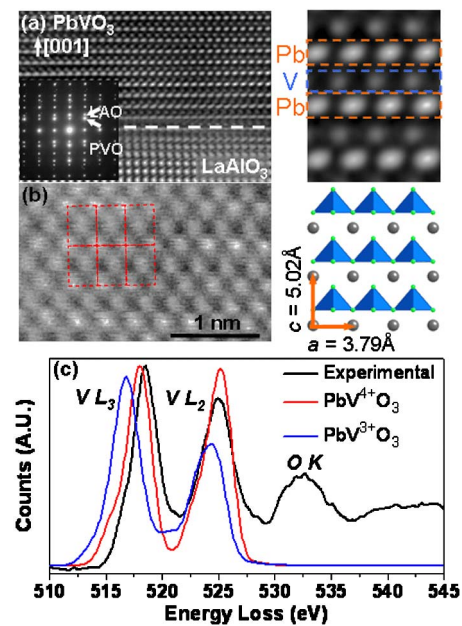 (a) PbVO₃
[001]
LAO
PVO
LaAlO₃
Pb
V
Pb
(b)
1 nm
c = 5.02Å
a = 3.79Å
(c)
V L₃
V L₂
O K
Experimental
PbV⁴⁺O₃
PbV³⁺O₃
Counts (A.U.)
510 515 520 525 530 535 540 545
Energy Loss (eV)